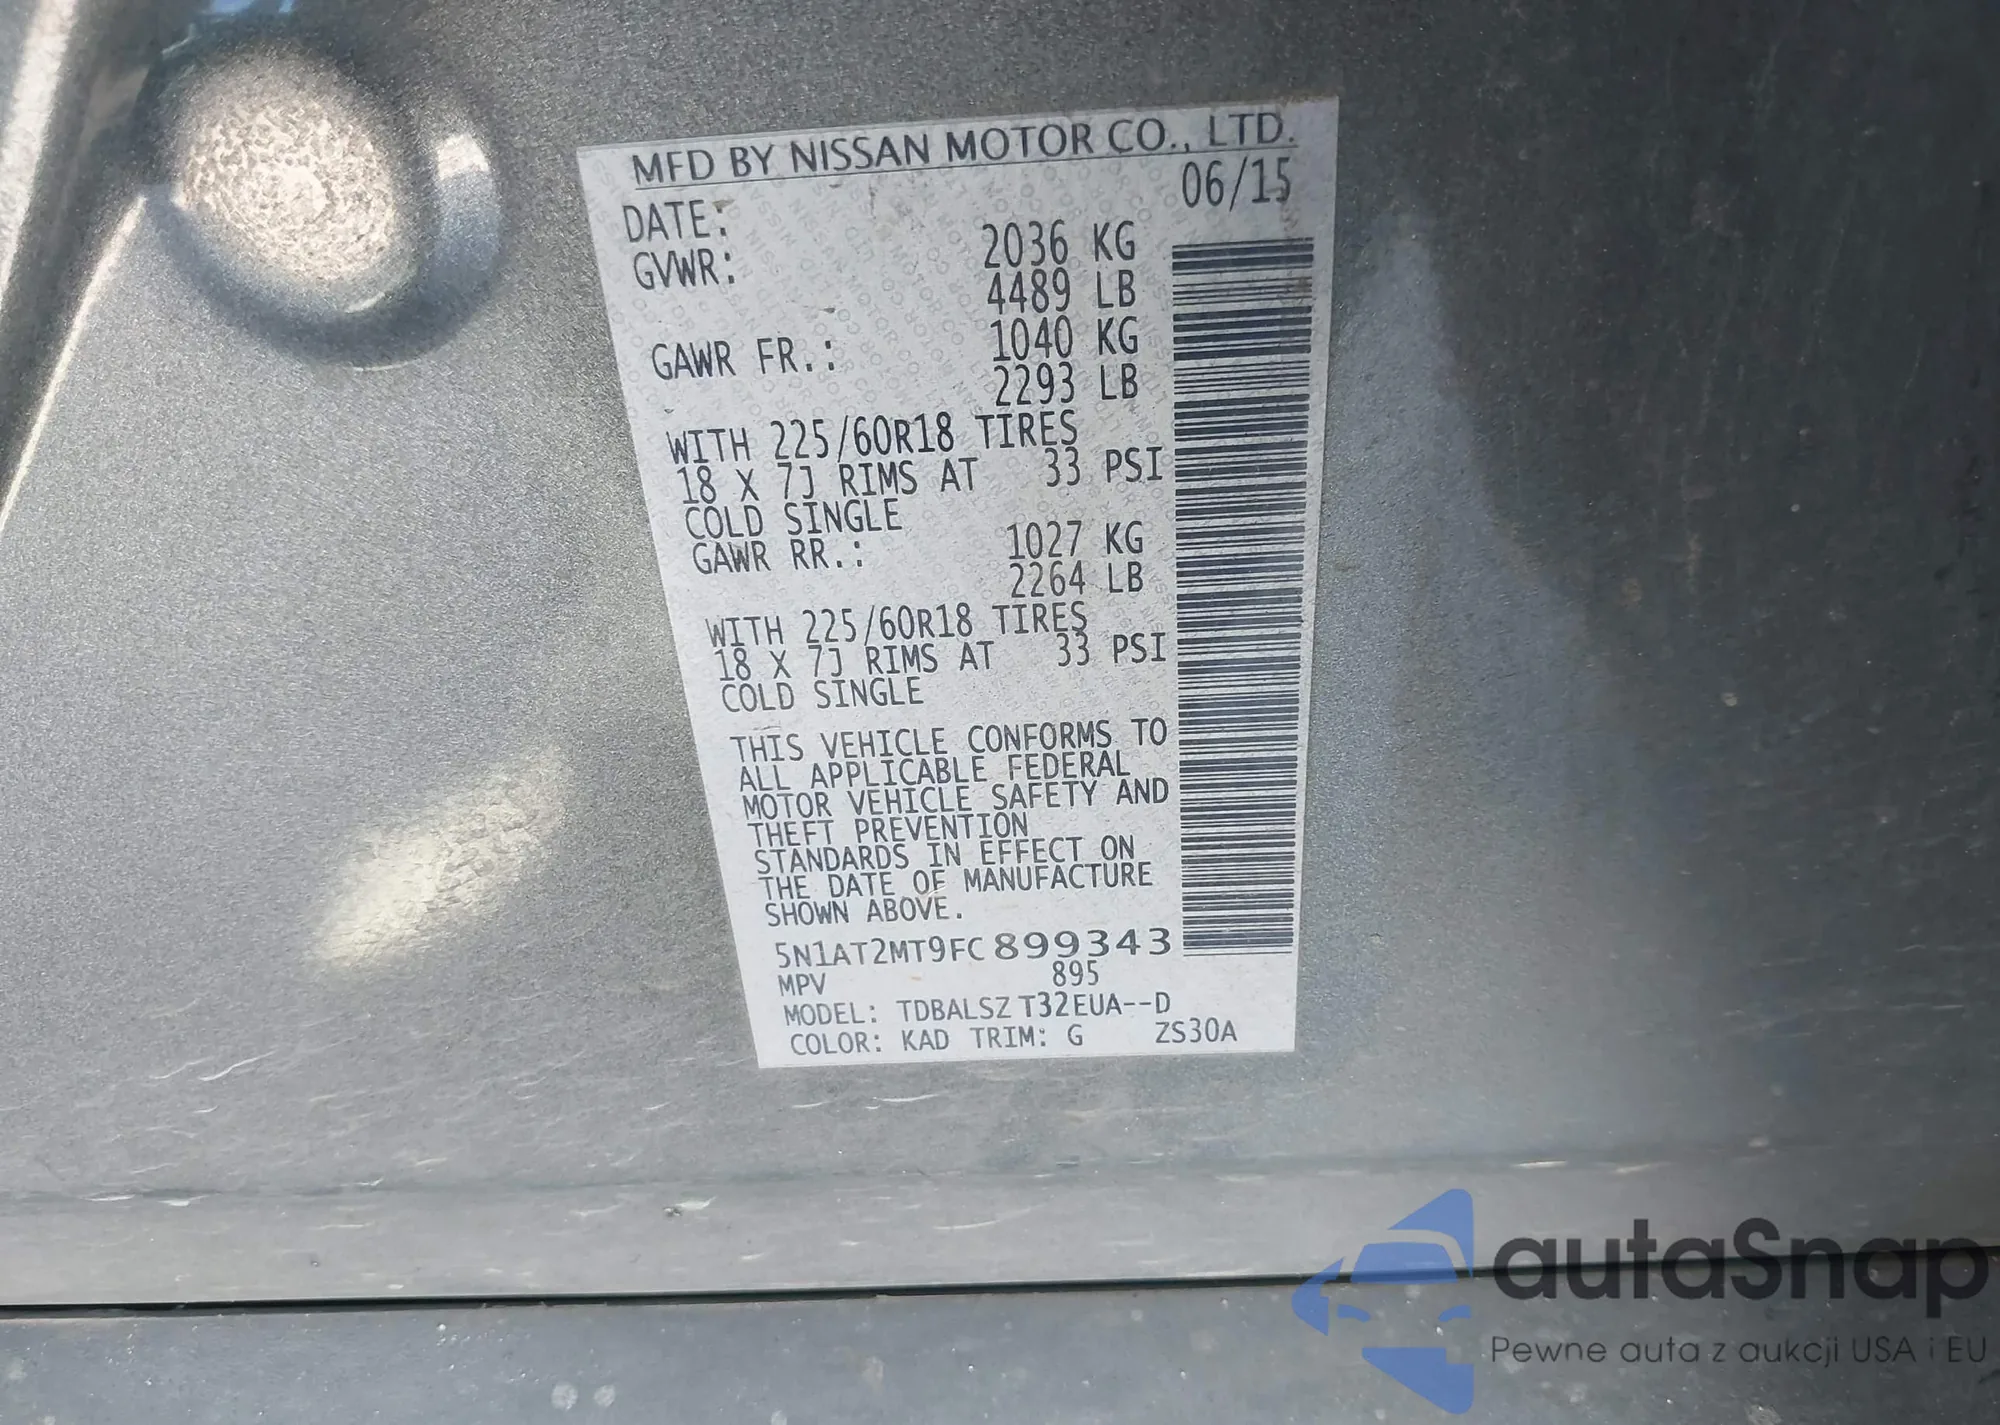 MFD BY NISSAN MOTOR CO., LTD.
DATE: 06/15
GVWR: 2036 KG
4489 LB
GAWR FR.: 1040 KG
2293 LB
WITH 225/60R18 TIRES
18 X 7J RIMS AT 33 PSI
COLD SINGLE
GAWR RR.: 1027 KG
2264 LB
WITH 225/60R18 TIRES
18 X 7J RIMS AT 33 PSI
COLD SINGLE
THIS VEHICLE CONFORMS TO
ALL APPLICABLE FEDERAL
MOTOR VEHICLE SAFETY AND
THEFT PREVENTION
STANDARDS IN EFFECT ON
THE DATE OF MANUFACTURE
SHOWN ABOVE.
5N1AT2MT9FC899343
MPV 895
MODEL: TDBALSZ T32EUA--D
COLOR: KAD TRIM: G ZS30A
autaSnap
Pewne auta z aukcji USA i EU